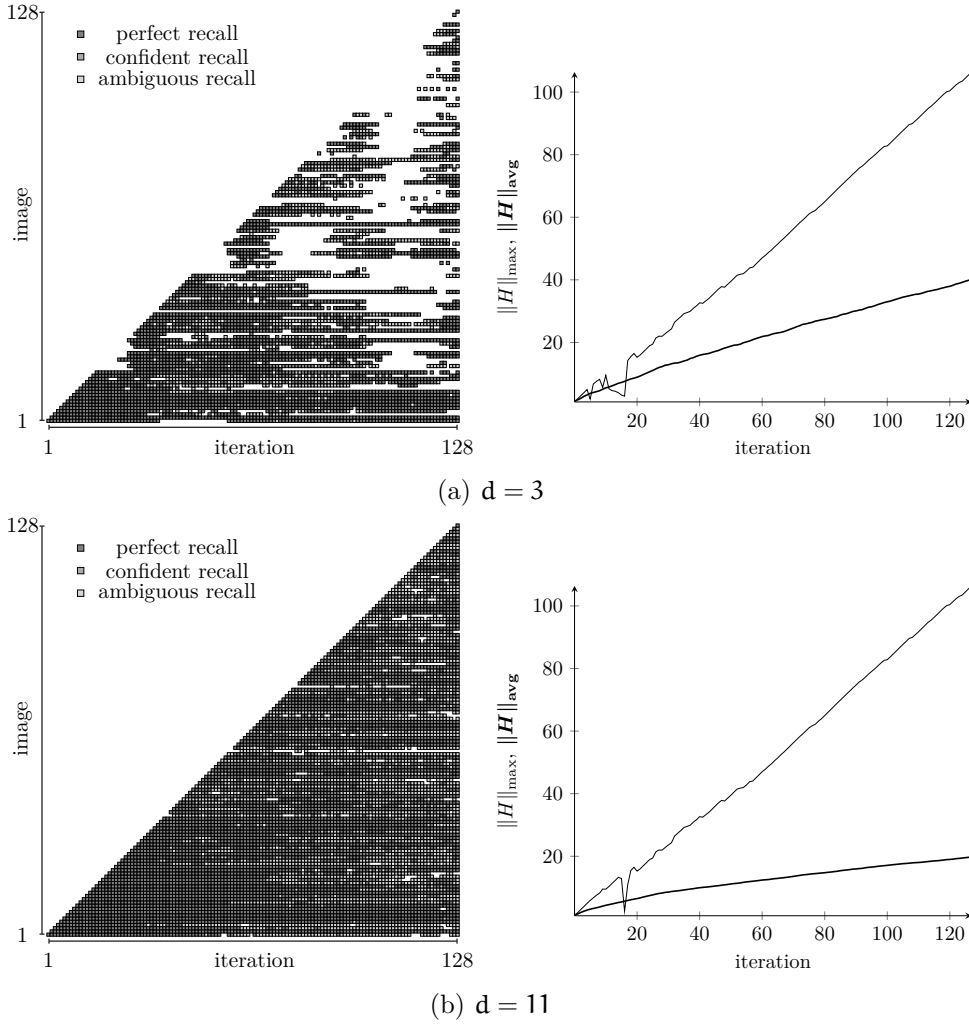 128
perfect recall
confident recall
ambiguous recall
image
1
1
iteration
128
||H||max, ||H||avg
100
80
60
40
20
20
40
60
80
100
120
iteration
(a) d = 3
128
perfect recall
confident recall
ambiguous recall
image
1
1
iteration
128
||H||max, ||H||avg
100
80
60
40
20
20
40
60
80
100
120
iteration
(b) d = 11